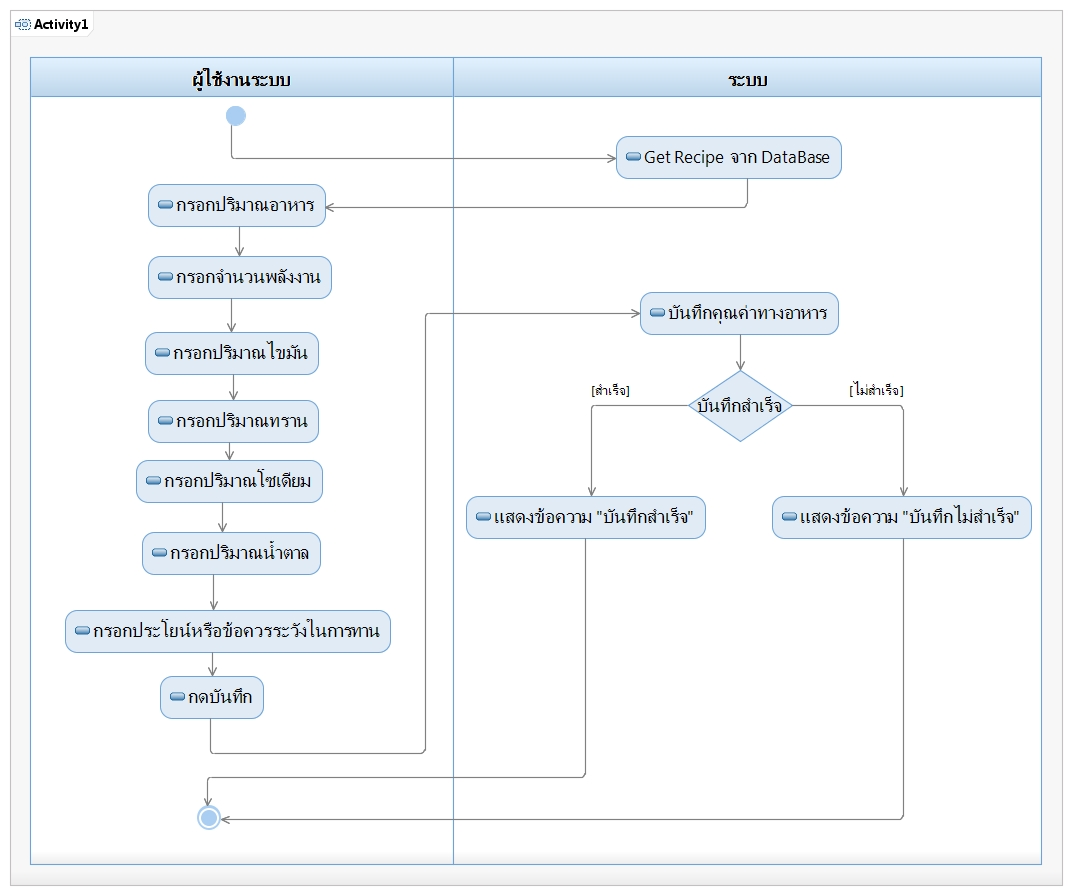 Activity1
ผู้ใช้งานระบบ
ระบบ
Get Recipe จาก DataBase
กรอกปริมาณอาหาร
กรอกจำนวนพลังงาน
กรอกปริมาณไขมัน
กรอกปริมาณทราน
กรอกปริมาณโซเดียม
กรอกปริมาณน้ำตาล
กรอกประโยน์หรือข้อควรระวังในการทาน
กดบันทึก
บันทึกคุณค่าทางอาหาร
บันทึกสำเร็จ
[สำเร็จ]
[ไม่สำเร็จ]
แสดงข้อความ "บันทึกสำเร็จ"
แสดงข้อความ "บันทึกไม่สำเร็จ"